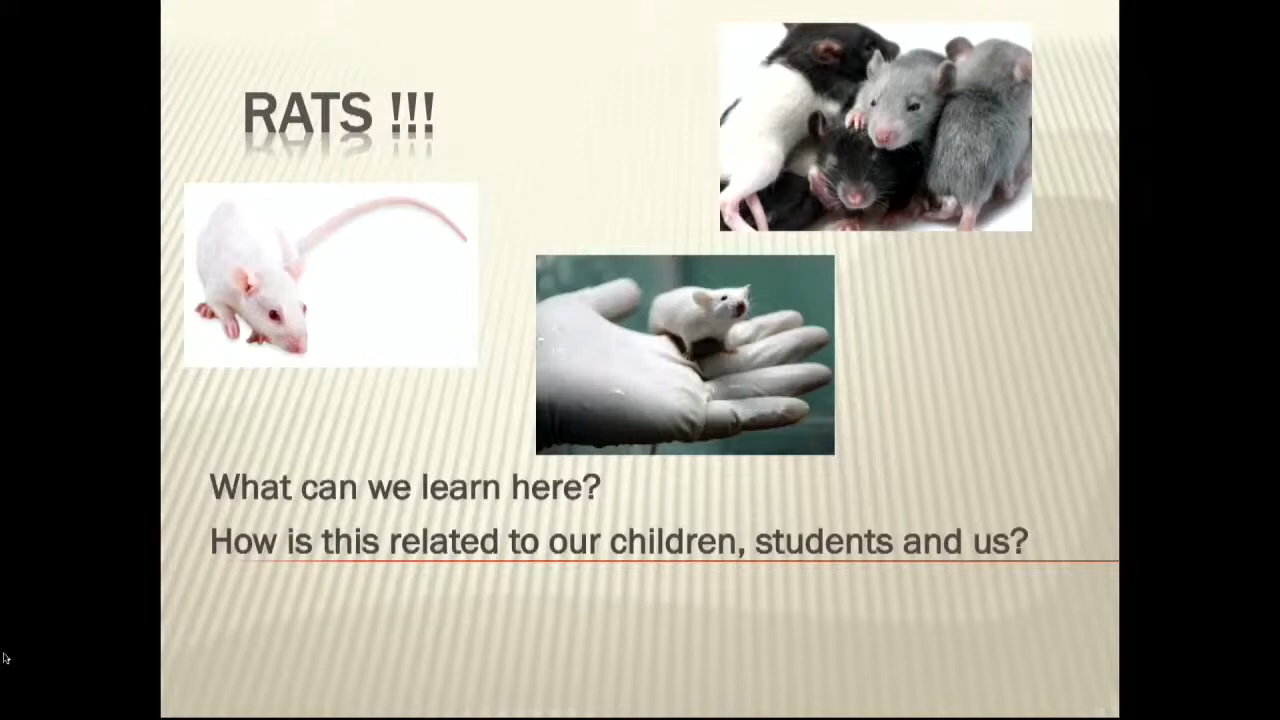 RATS !!!
What can we learn here?
How is this related to our children, students and us?